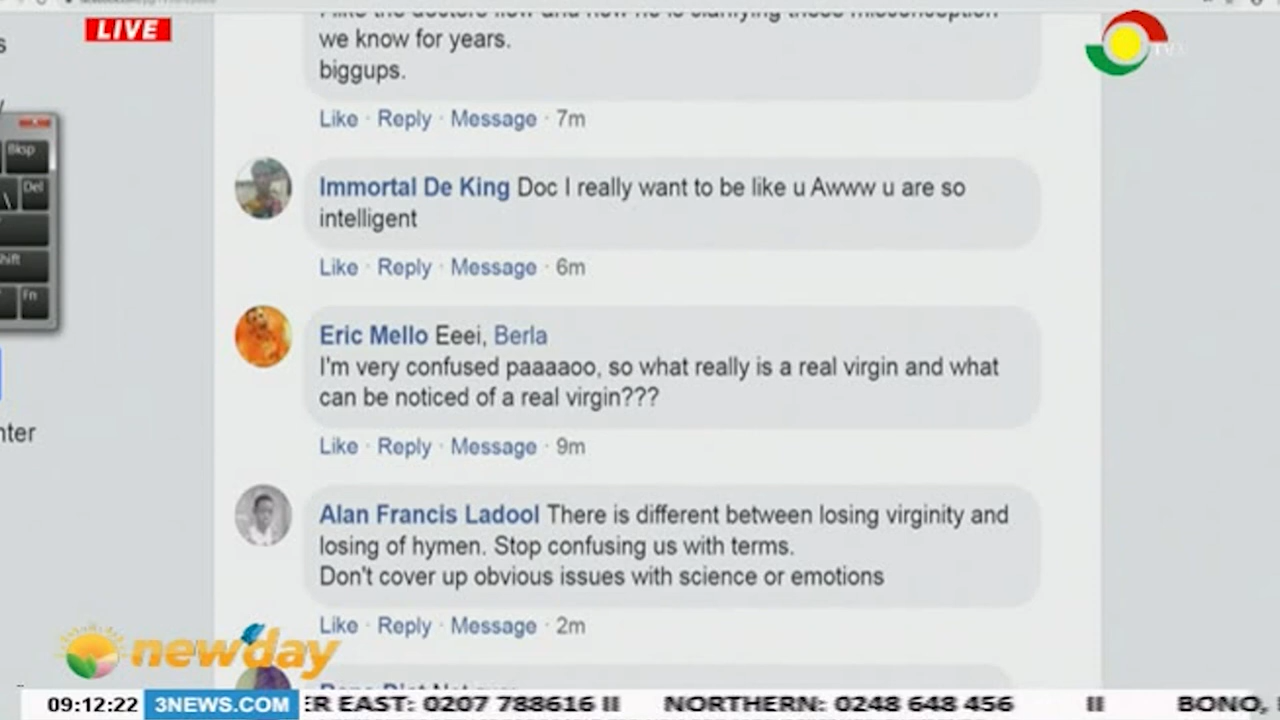 LIVE
we know for years.
biggups.
Like · Reply · Message · 7m
Immortal De King Doc I really want to be like u Awww u are so
intelligent
Like · Reply · Message · 6m
Eric Mello Eeei, Berla
I'm very confused paaaaoo, so what really is a real virgin and what
can be noticed of a real virgin???
Like · Reply · Message · 9m
Alan Francis Ladool There is different between losing virginity and
losing of hymen. Stop confusing us with terms.
Don't cover up obvious issues with science or emotions
Like · Reply · Message · 2m
Bksp
Del
Fn
newday
09:12:22 3NEWS.COM ER EAST: 0207 788616 II NORTHERN: 0248 648 456 II BONO,